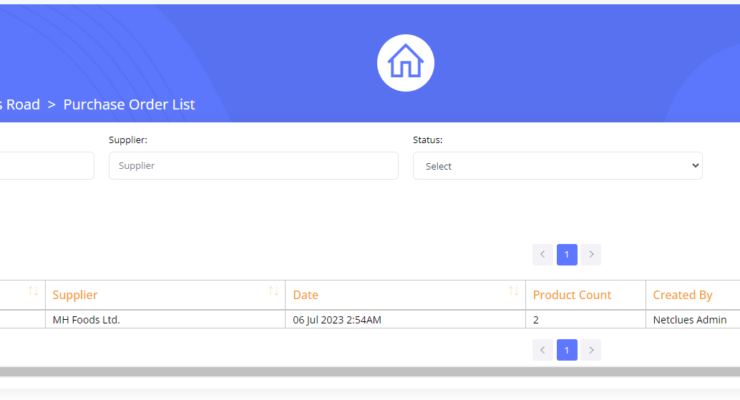 s Road > Purchase Order List
Supplier: Status:
Supplier Select
< 1 >
Supplier Date Product Count Created By
MH Foods Ltd. 06 Jul 2023 2:54AM 2 Netclues Admin
< 1 >